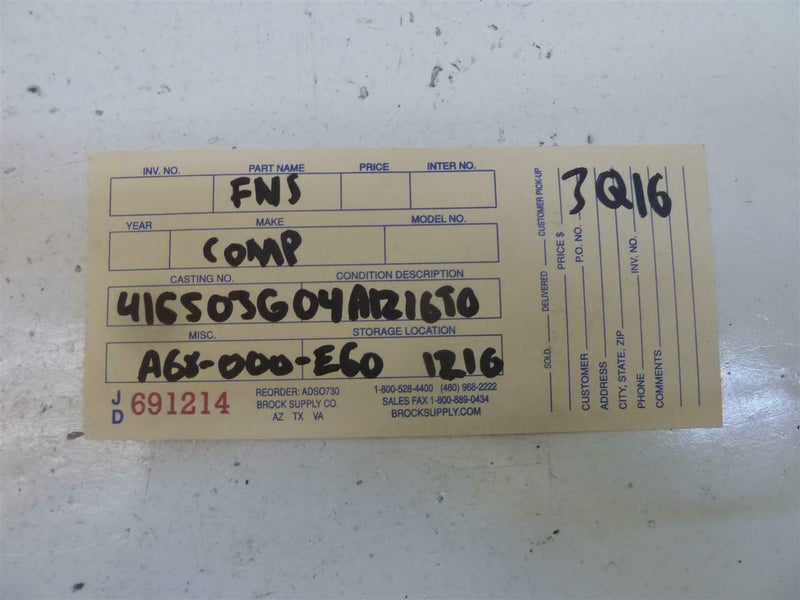 INV. NO. PART NAME PRICE INTER NO.
FNS
YEAR MAKE MODEL NO.
COMP
CASTING NO. CONDITION DESCRIPTION
416503G04A1216T0
MISC. STORAGE LOCATION
A68-000-E60 1216
JD 691214
REORDER: ADSO730
BROCK SUPPLY CO.
AZ TX VA
1-800-528-4400 (480) 968-2222
SALES FAX 1-800-889-0434
BROCKSUPPLY.COM
3Q16
SOLD DELIVERED CUSTOMER PICK-UP
PRICE $
CUSTOMER P.O. NO.
ADDRESS
CITY, STATE, ZIP
PHONE INV. NO.
COMMENTS